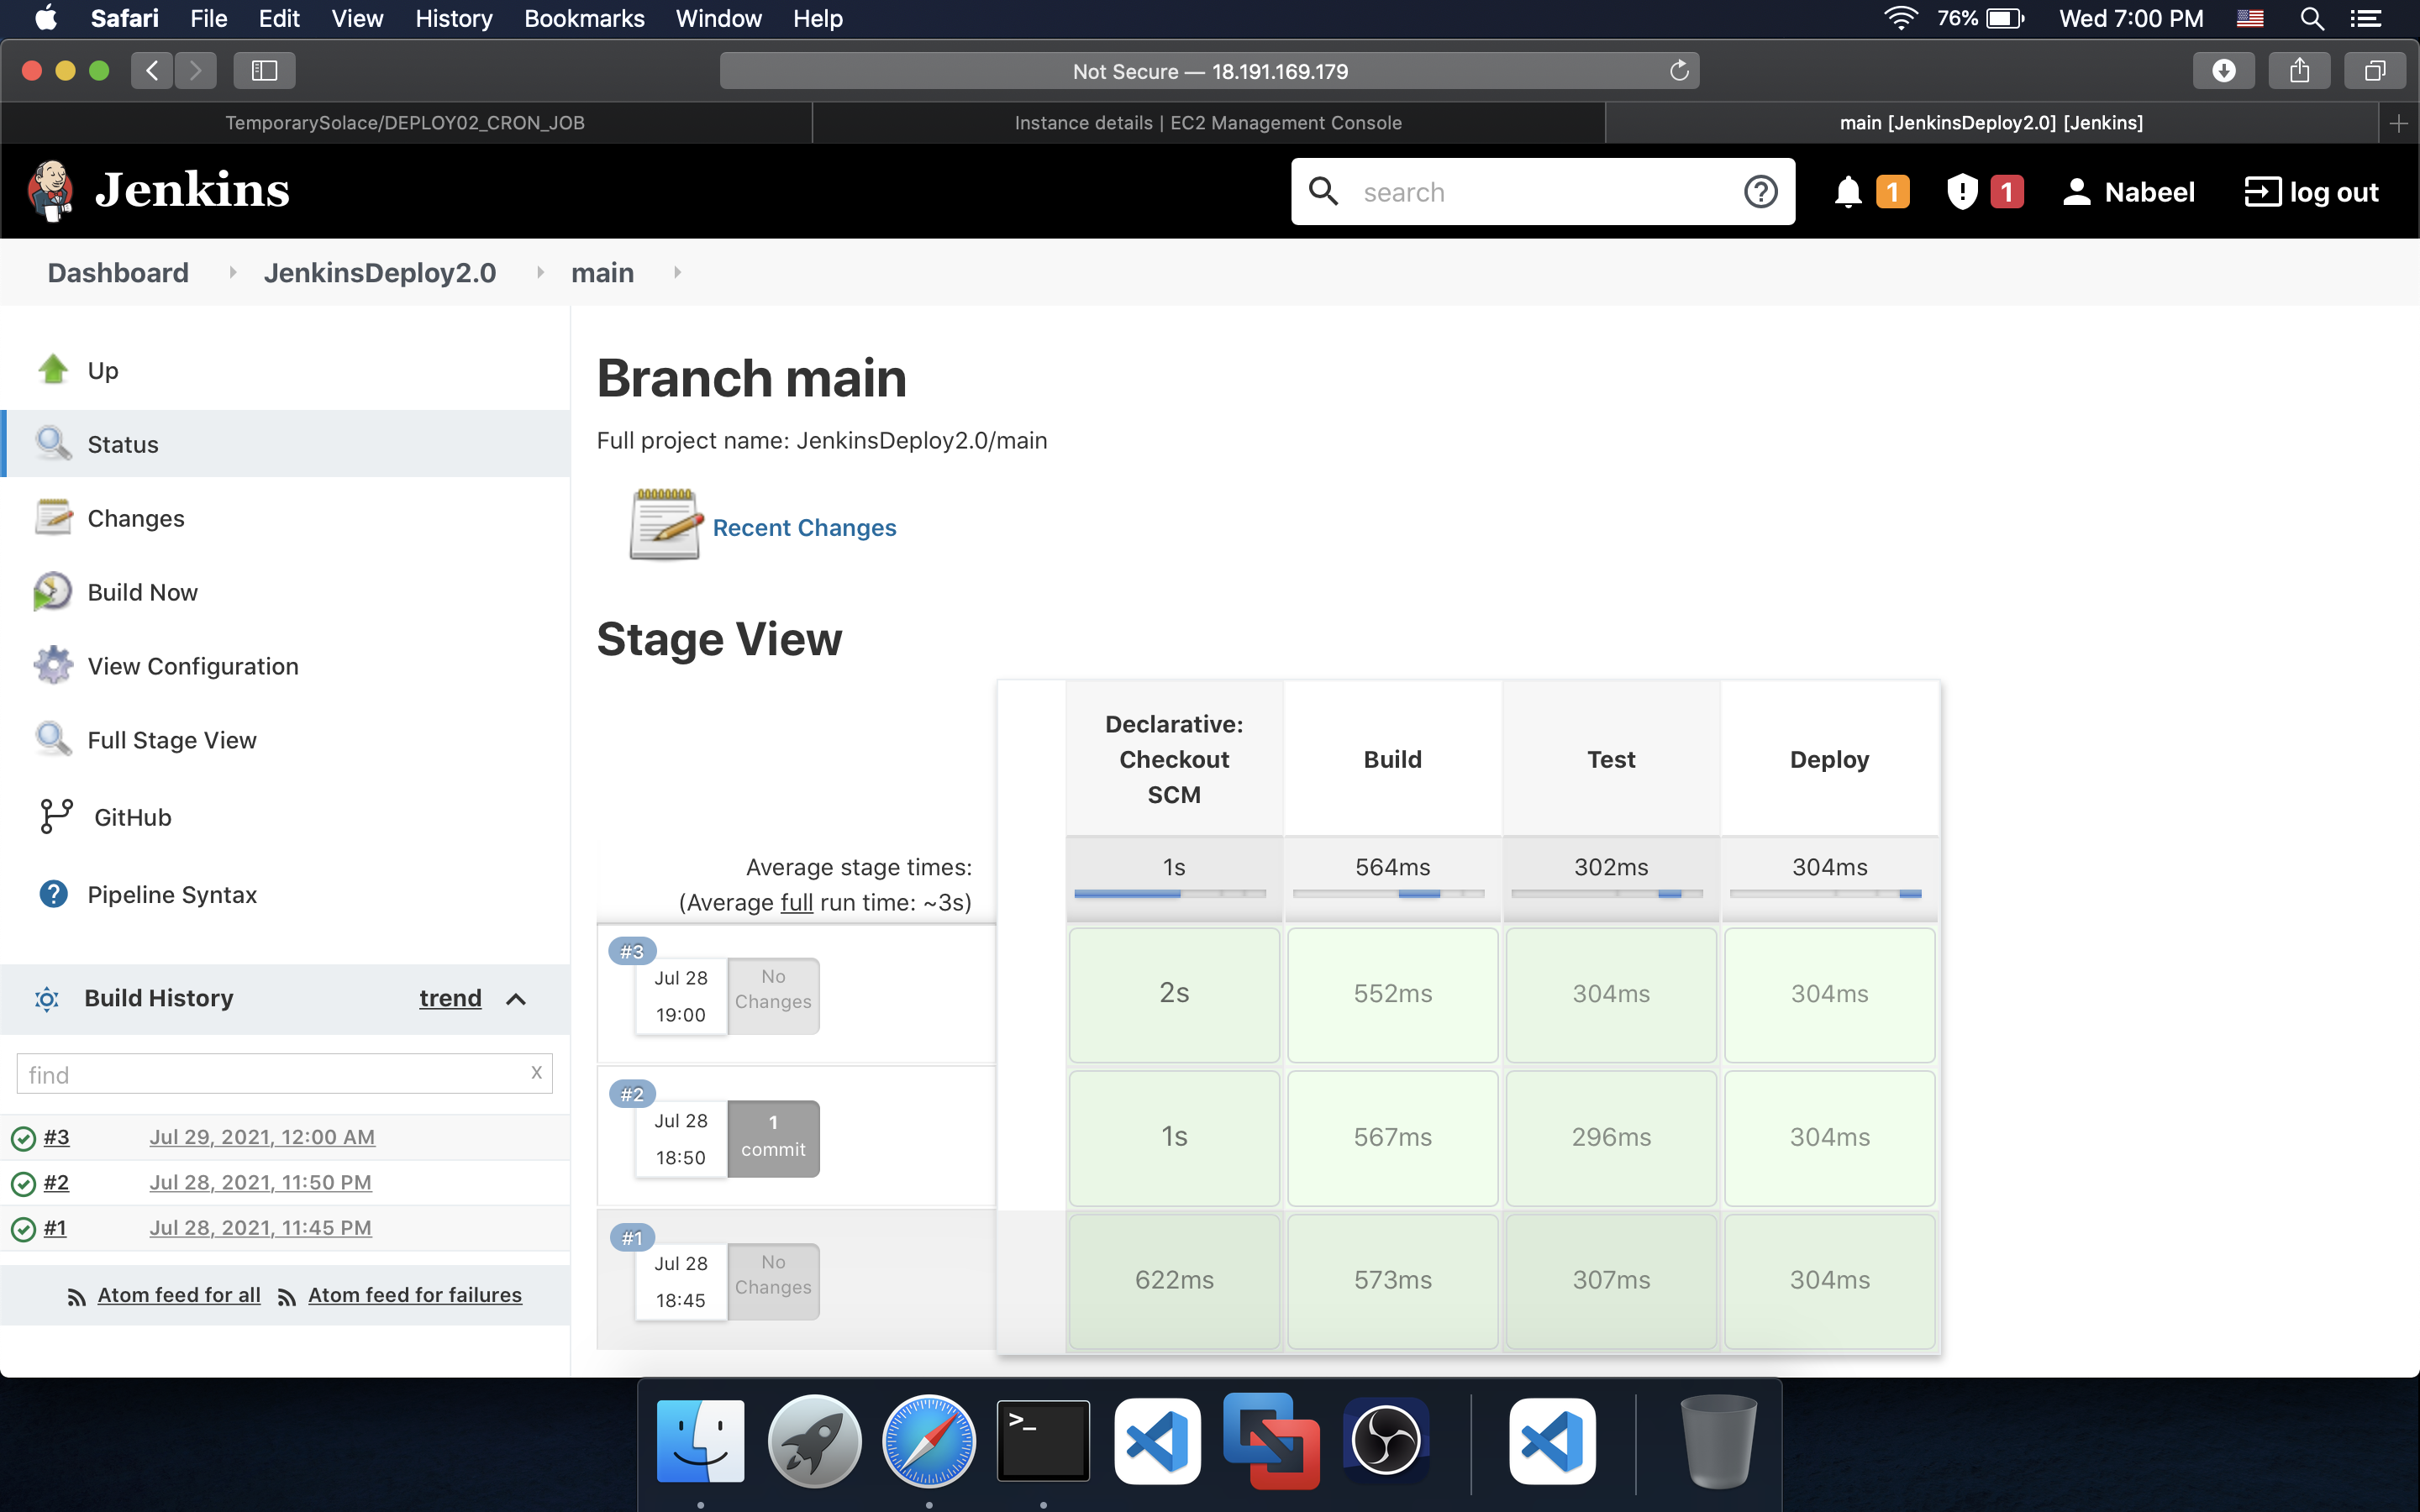 Safari File Edit View History Bookmarks Window Help 76% Wed 7:00 PM
Not Secure — 18.191.169.179
TemporarySolace/DEPLOY02_CRON_JOB Instance details | EC2 Management Console main [JenkinsDeploy2.0] [Jenkins]
Jenkins search 1 1 Nabeel log out
Dashboard JenkinsDeploy2.0 main
Up
Status
Changes
Build Now
View Configuration
Full Stage View
GitHub
Pipeline Syntax
Build History trend
find x
#3 Jul 29, 2021, 12:00 AM
#2 Jul 28, 2021, 11:50 PM
#1 Jul 28, 2021, 11:45 PM
Atom feed for all Atom feed for failures
Branch main
Full project name: JenkinsDeploy2.0/main
Recent Changes
Stage View
Declarative:
Checkout
SCM
Build
Test
Deploy
Average stage times:
(Average full run time: ~3s)
1s 564ms 302ms 304ms
#3
Jul 28
19:00
No
Changes
2s 552ms 304ms 304ms
#2
Jul 28
18:50
1
commit
1s 567ms 296ms 304ms
#1
Jul 28
18:45
No
Changes
622ms 573ms 307ms 304ms
>_